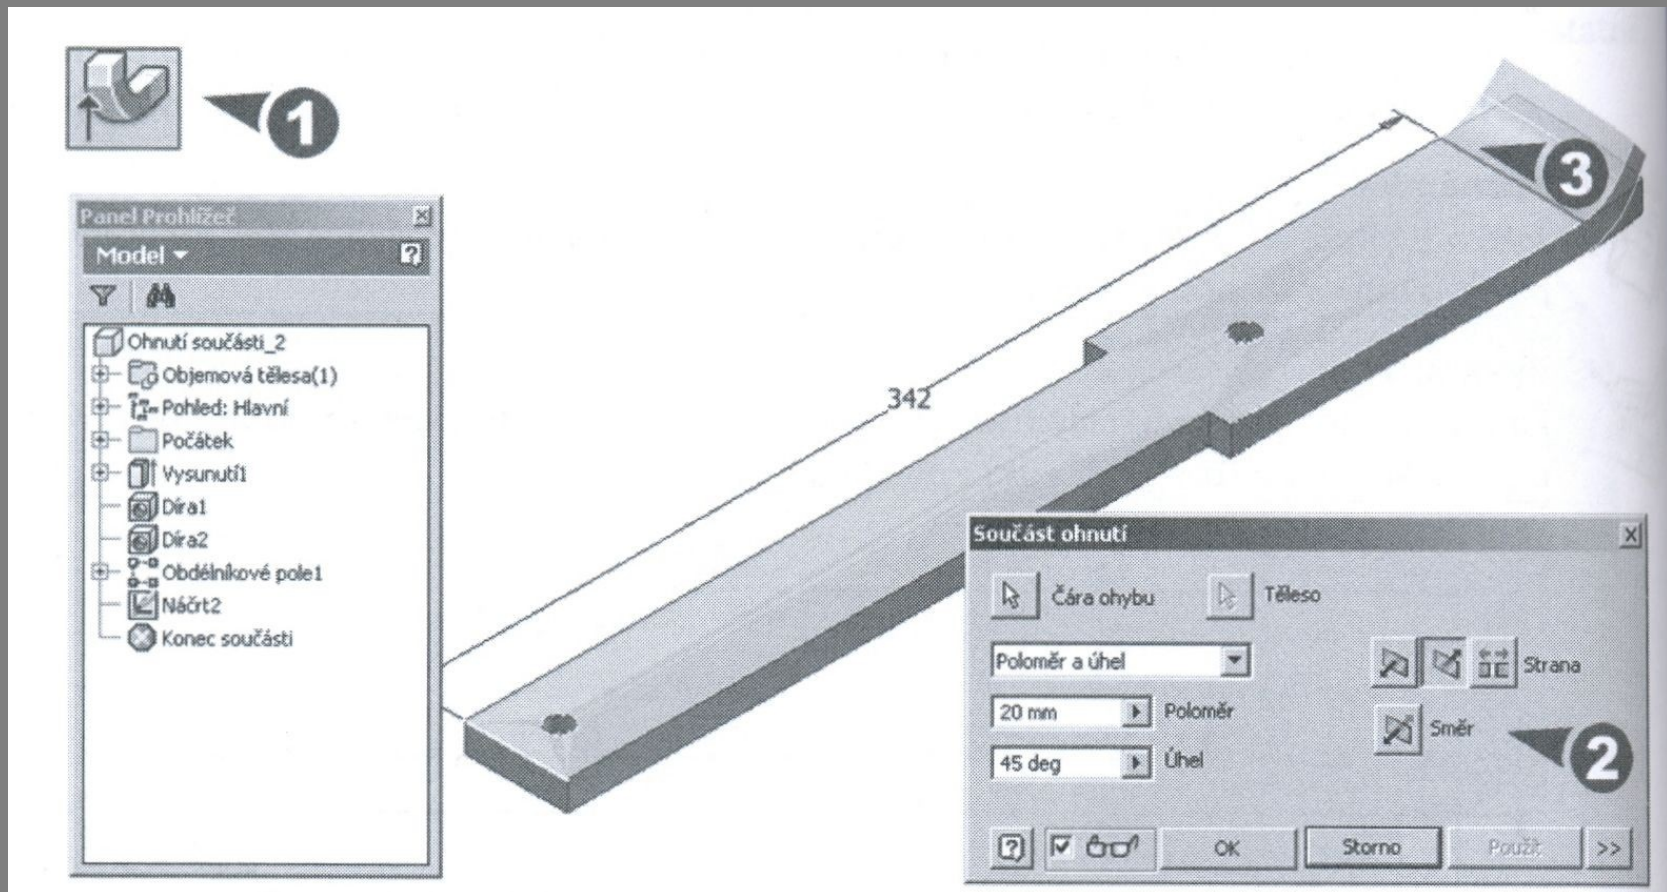 1
3
Panel Prohlížeč
Model
Ohnutí součásti_2
Objemová tělesa(1)
Pohled: Hlavní
Počátek
Vysunutí1
Díra1
Díra2
Obdélníkové pole1
Náčrt2
Konec součásti
342
Součást ohnutí
Čára ohybu Těleso
Poloměr a úhel Strana
20 mm Poloměr
Směr
2
45 deg Úhel
OK Storno Použít >>